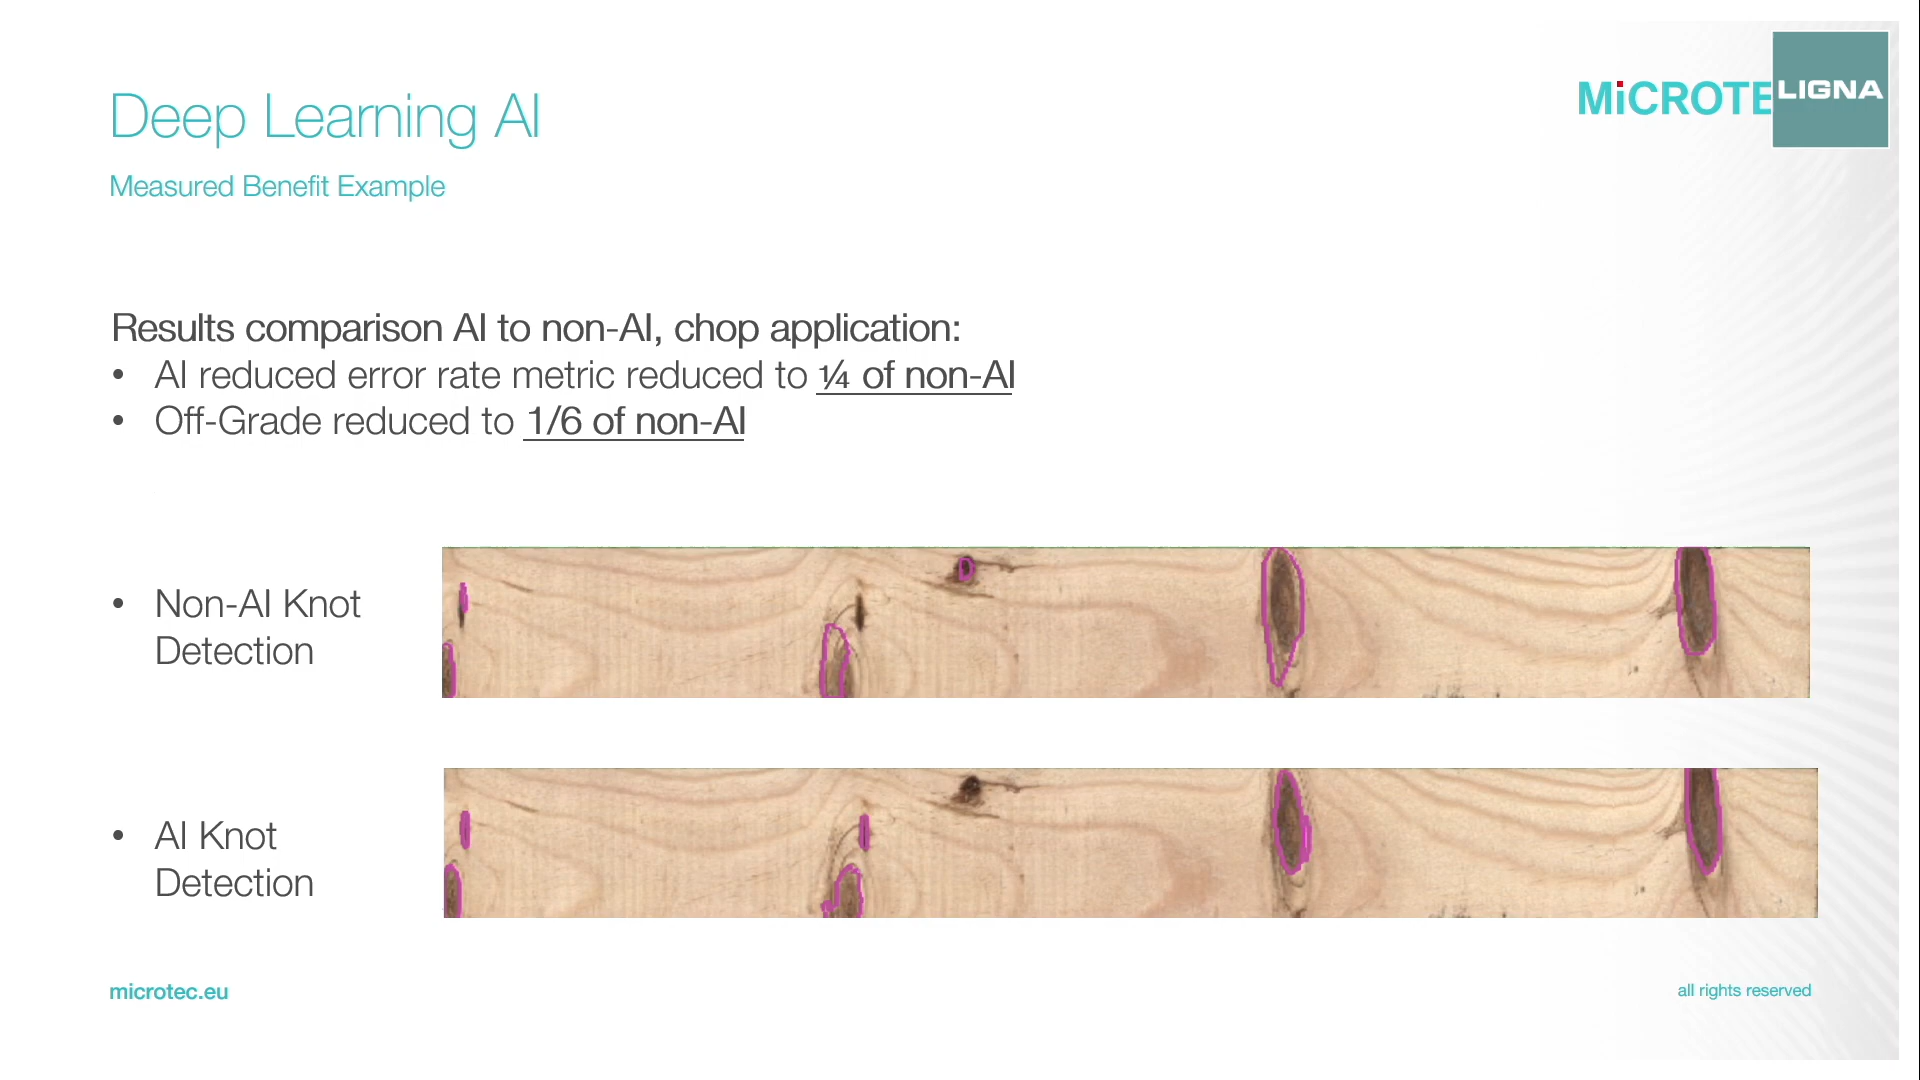 Deep Learning AI
Measured Benefit Example
MiCROTE
LIGNA
Results comparison AI to non-AI, chop application:
• AI reduced error rate metric reduced to ¼ of non-AI
• Off-Grade reduced to 1/6 of non-AI
• Non-AI Knot
Detection
• AI Knot
Detection
microtec.eu
all rights reserved